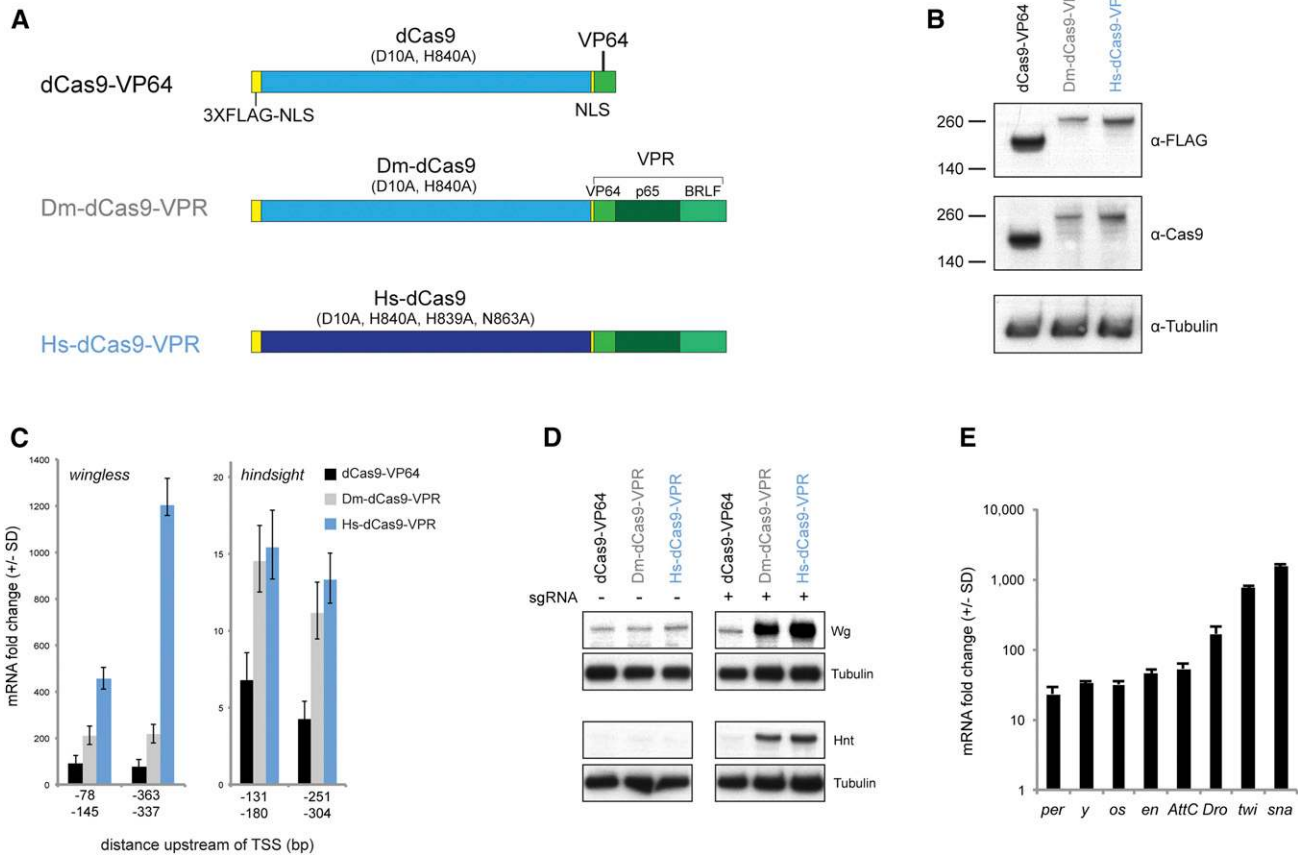 A
dCas9
(D10A, H840A)
VP64
dCas9-VP64
3XFLAG-NLS
NLS
Dm-dCas9
(D10A, H840A)
VPR
VP64 p65 BRLF
Dm-dCas9-VPR
Hs-dCas9
(D10A, H840A, H839A, N863A)
Hs-dCas9-VPR
B
dCas9-VP64
260
140
α-FLAG
260
140
α-Cas9
α-Tubulin
C
mRNA fold change (+/- SD)
1400
1200
1000
800
600
400
200
0
wingless
-78 -363
-145 -337
20
15
10
5
0
hindsight
-131 -251
-180 -304
dCas9-VP64
Dm-dCas9-VPR
Hs-dCas9-VPR
distance upstream of TSS (bp)
D
dCas9-VP64
Dm-dCas9-VPR
Hs-dCas9-VPR
dCas9-VP64
Dm-dCas9-VPR
Hs-dCas9-VPR
sgRNA - - - + + +
Wg
Tubulin
Hnt
Tubulin
E
mRNA fold change (+/- SD)
10,000
1,000
100
10
1
per y os en AttC Dro twi sna